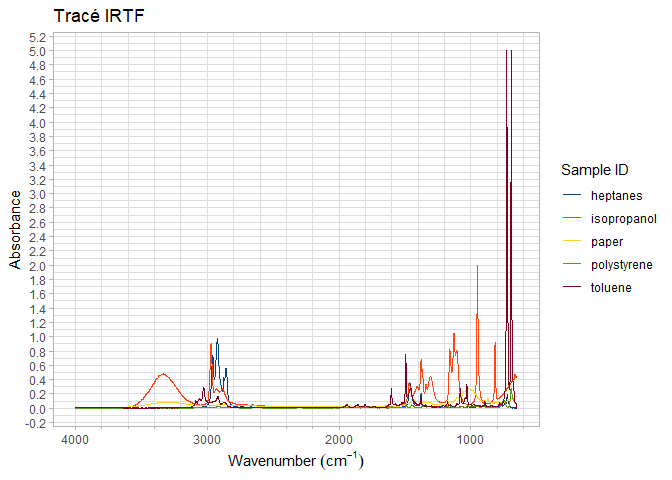 Tracé IRTF
5.2
5.0
4.8
4.6
4.4
4.2
4.0
3.8
3.6
3.4
3.2
3.0
2.8
2.6
2.4
2.2
2.0
1.8
1.6
1.4
1.2
1.0
0.8
0.6
0.4
0.2
0.0
-0.2
Absorbance
4000 3000 2000 1000
Wavenumber (cm⁻¹)
Sample ID
heptanes
isopropanol
paper
polystyrene
toluene